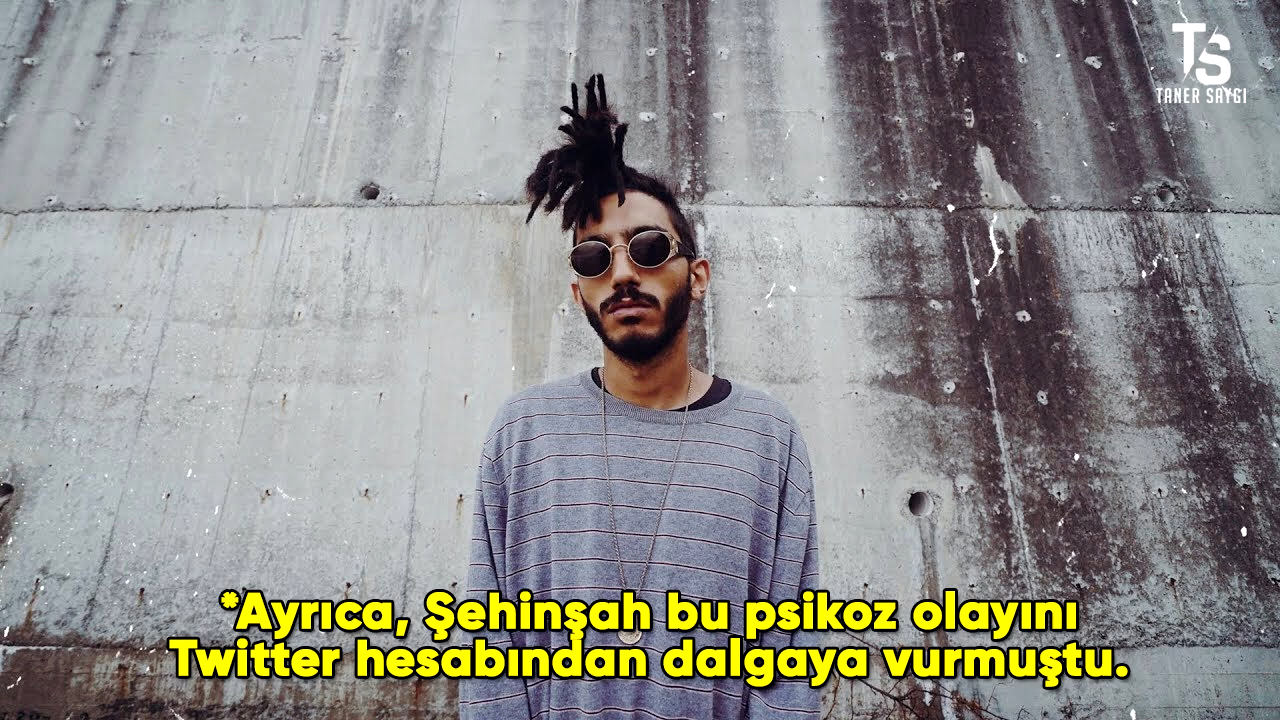 TS
TANER SAYGI
*Ayrıca, Şehinşah bu psikoz olayını
Twitter hesabından dalgaya vurmuştu.